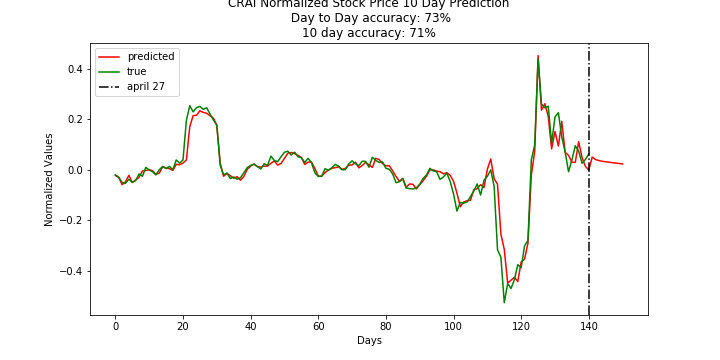 CRAI Normalized Stock Price 10 Day Prediction
Day to Day accuracy: 73%
10 day accuracy: 71%
predicted
true
april 27
Normalized Values
0.4
0.2
0.0
−0.2
−0.4
0 20 40 60 80 100 120 140
Days